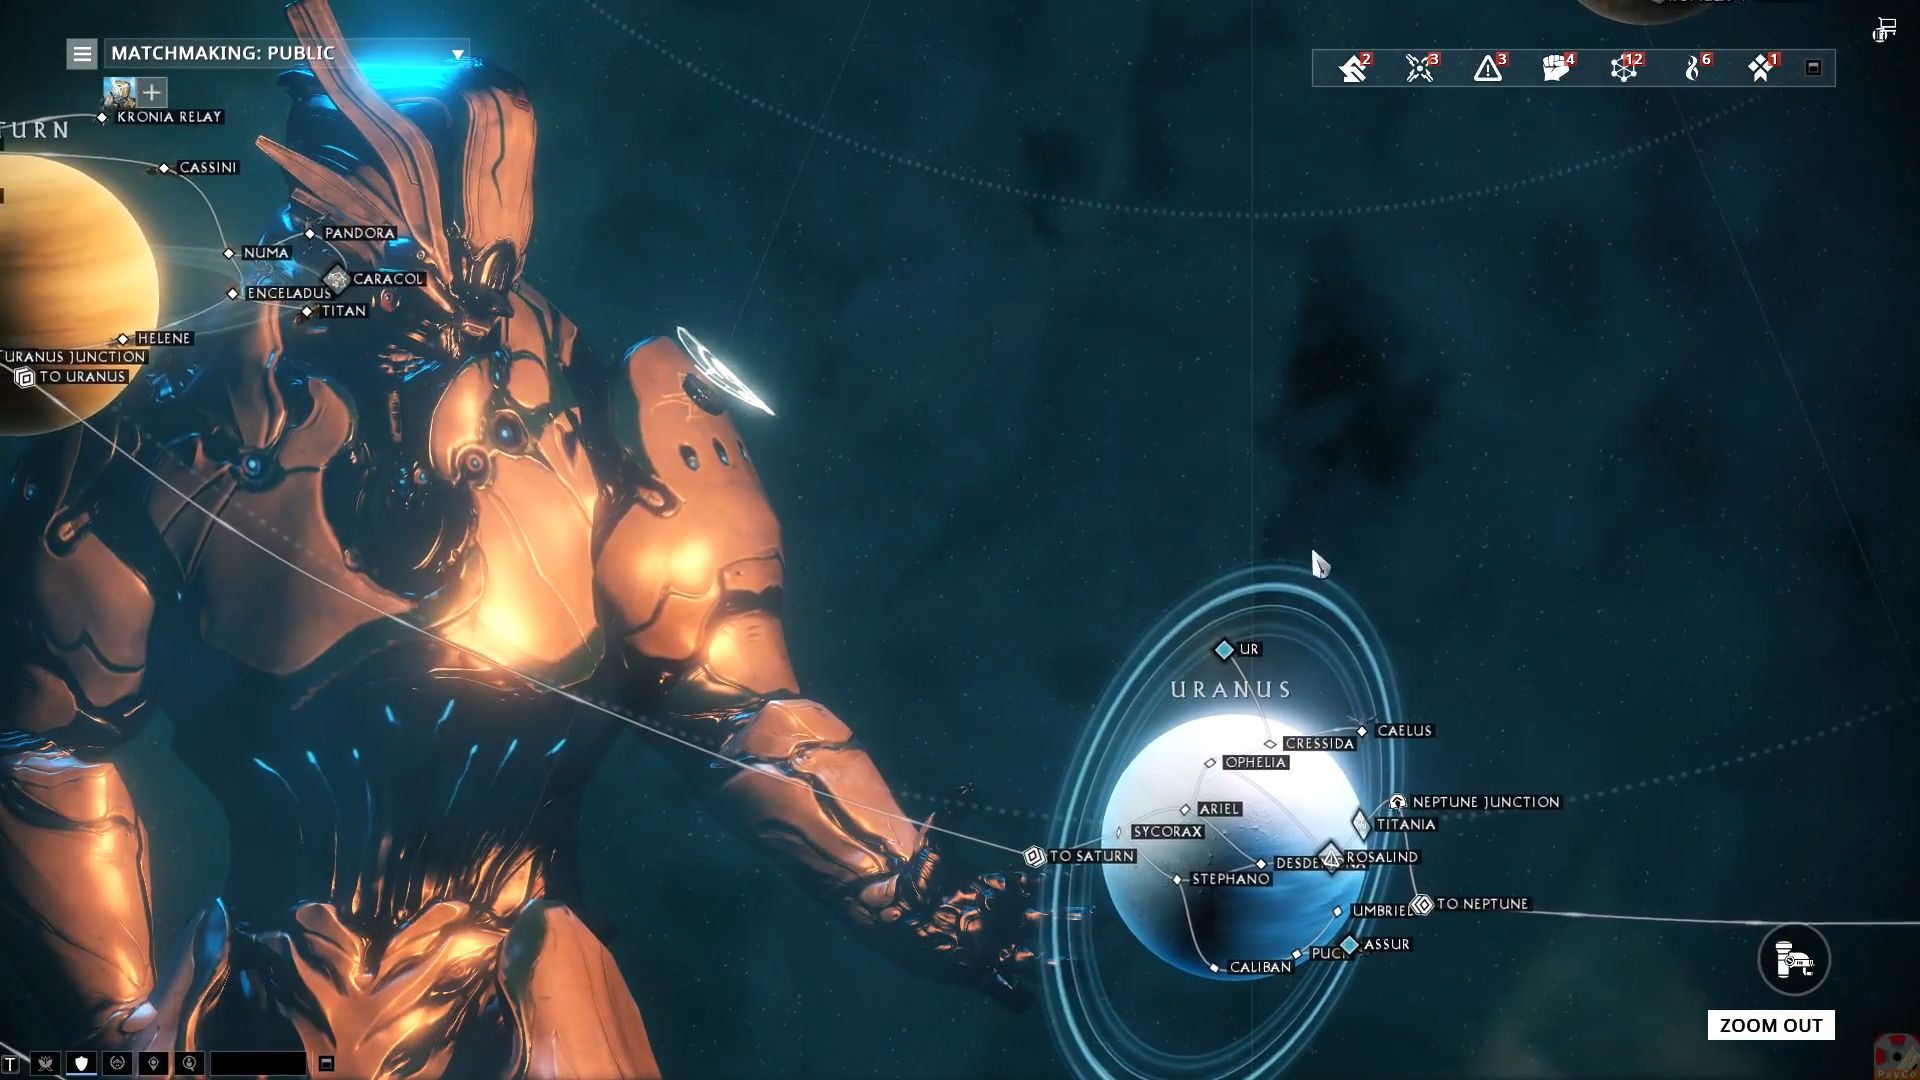 MATCHMAKING: PUBLIC
2
3
3
4
12
6
1
KRONIA RELAY
TURN
CASSINI
PANDORA
NUMA
CARACOL
ENCELADUS
TITAN
HELENE
URANUS JUNCTION
TO URANUS
UR
URANUS
CAELUS
CRESSIDA
OPHELIA
NEPTUNE JUNCTION
ARIEL
TITANIA
SYCORAX
TO SATURN
ROSALIND
STEPHANO
TO NEPTUNE
UMBRIEL
ASSUR
PUC
CALIBAN
ZOOM OUT
T